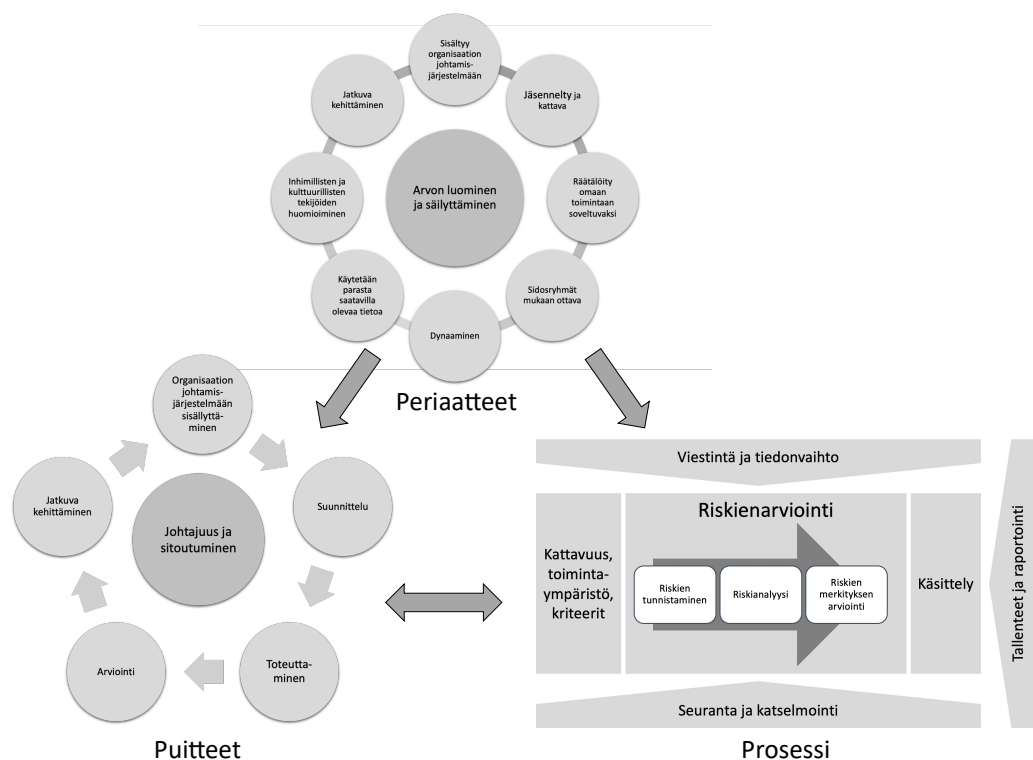 Sisältyy
organisaation
johtamis-
järjestelmään
Jatkuva
kehittäminen
Jäsennelty ja
kattava
Inhimillisten ja
kulttuurillisten
tekijöiden
huomioiminen
Arvon luominen
ja säilyttäminen
Räätälöity
omaan
toimintaan
soveltuvaksi
Käytetään
parasta
saatavilla
olevaa tietoa
Sidosryhmät
mukaan ottava
Dynaaminen
Periaatteet
Organisaation
johtamis-
järjestelmään
sisällyttä-
minen
Jatkuva
kehittäminen
Suunnittelu
Johtajuus ja
sitoutuminen
Arviointi
Toteutta-
minen
Puitteet
Viestintä ja tiedonvaihto
Kattavuus,
toiminta-
ympäristö,
kriteerit
Riskienarviointi
Riskien
tunnistaminen
Riskianalyysi
Riskien
merkityksen
arviointi
Käsittely
Tallenteet ja raportointi
Seuranta ja katselmointi
Prosessi